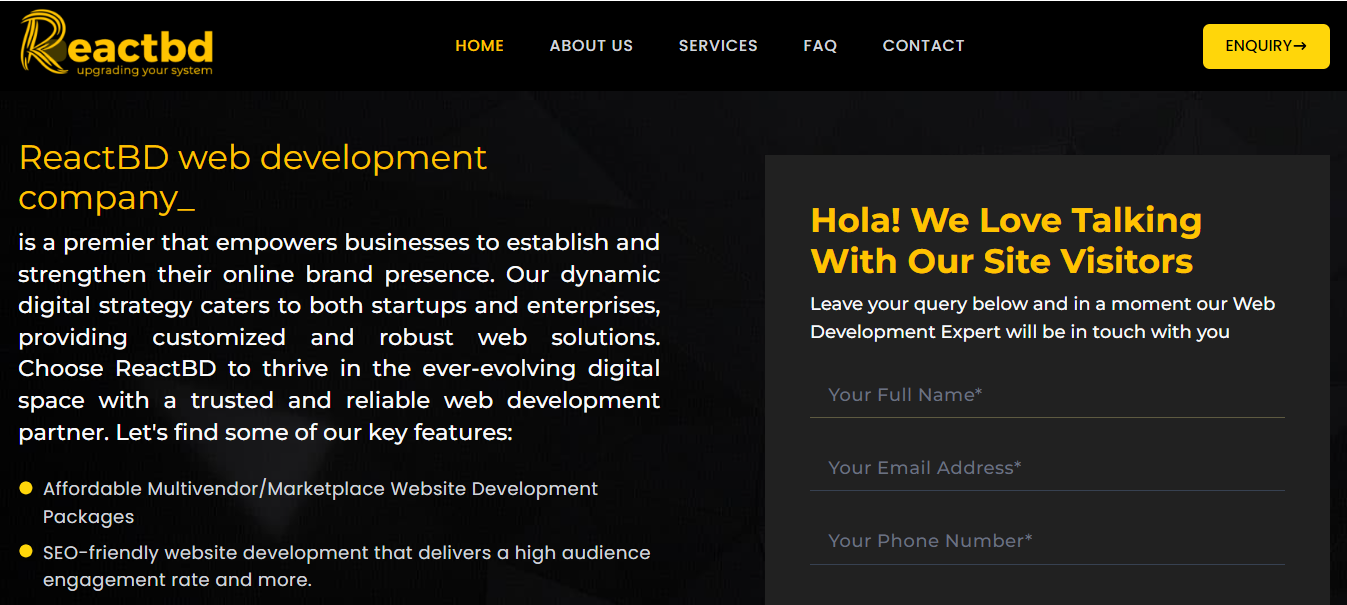 Reactbd
upgrading your system
HOME ABOUT US SERVICES FAQ CONTACT
ENQUIRY→
ReactBD web development
company_
is a premier that empowers businesses to establish and
strengthen their online brand presence. Our dynamic
digital strategy caters to both startups and enterprises,
providing customized and robust web solutions.
Choose ReactBD to thrive in the ever-evolving digital
space with a trusted and reliable web development
partner. Let's find some of our key features:
Affordable Multivendor/Marketplace Website Development
Packages
SEO-friendly website development that delivers a high audience
engagement rate and more.
Hola! We Love Talking
With Our Site Visitors
Leave your query below and in a moment our Web
Development Expert will be in touch with you
Your Full Name*
Your Email Address*
Your Phone Number*